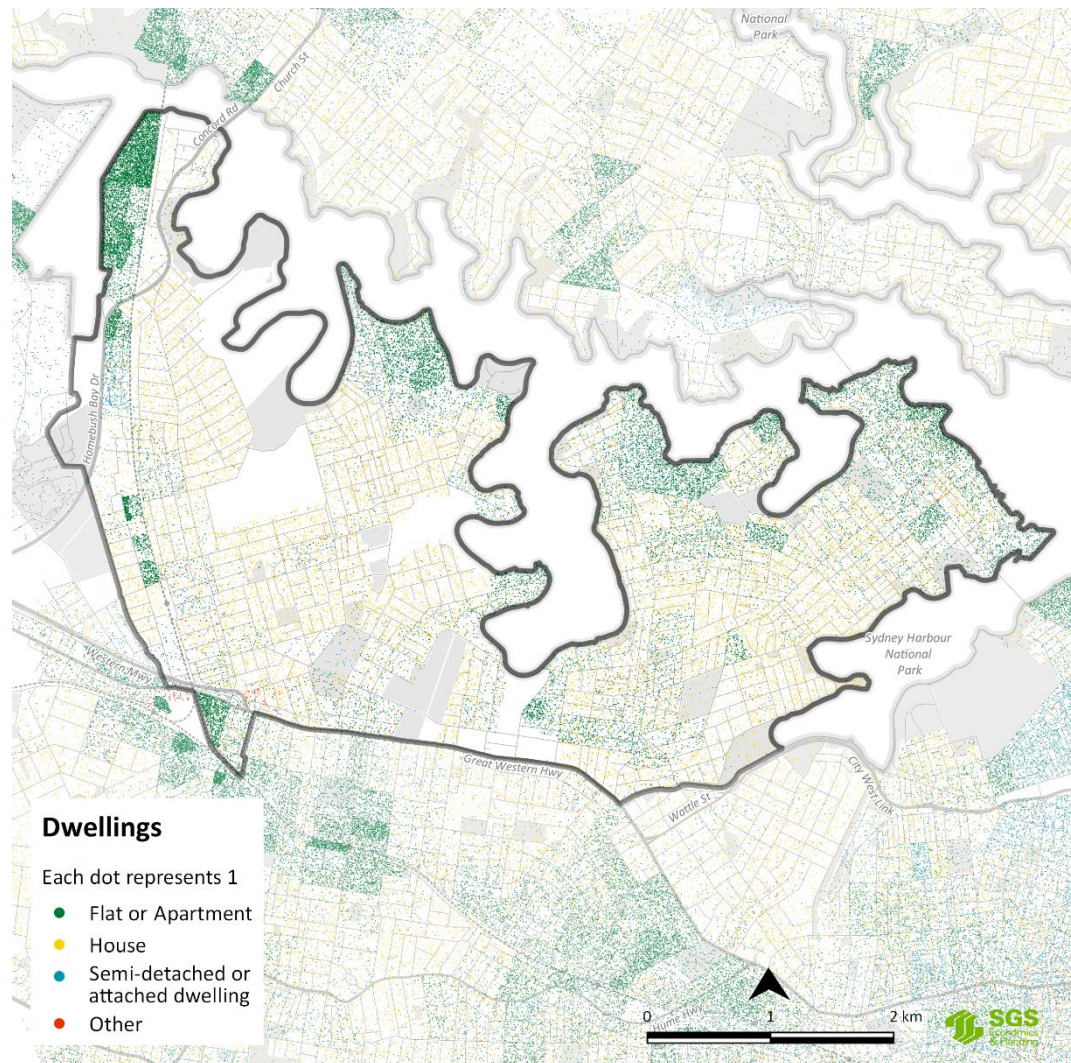 National
Park
Church St
Concord Rd
Homebush Bay Dr
Sydney Harbour
National
Park
Western Mwy
Great Western Hwy
Wattle St
City West Link
Dwellings
Each dot represents 1
Flat or Apartment
House
Semi-detached or
attached dwelling
Other
Hume Hwy
0 1 2 km
SGS
Economics
& Planning